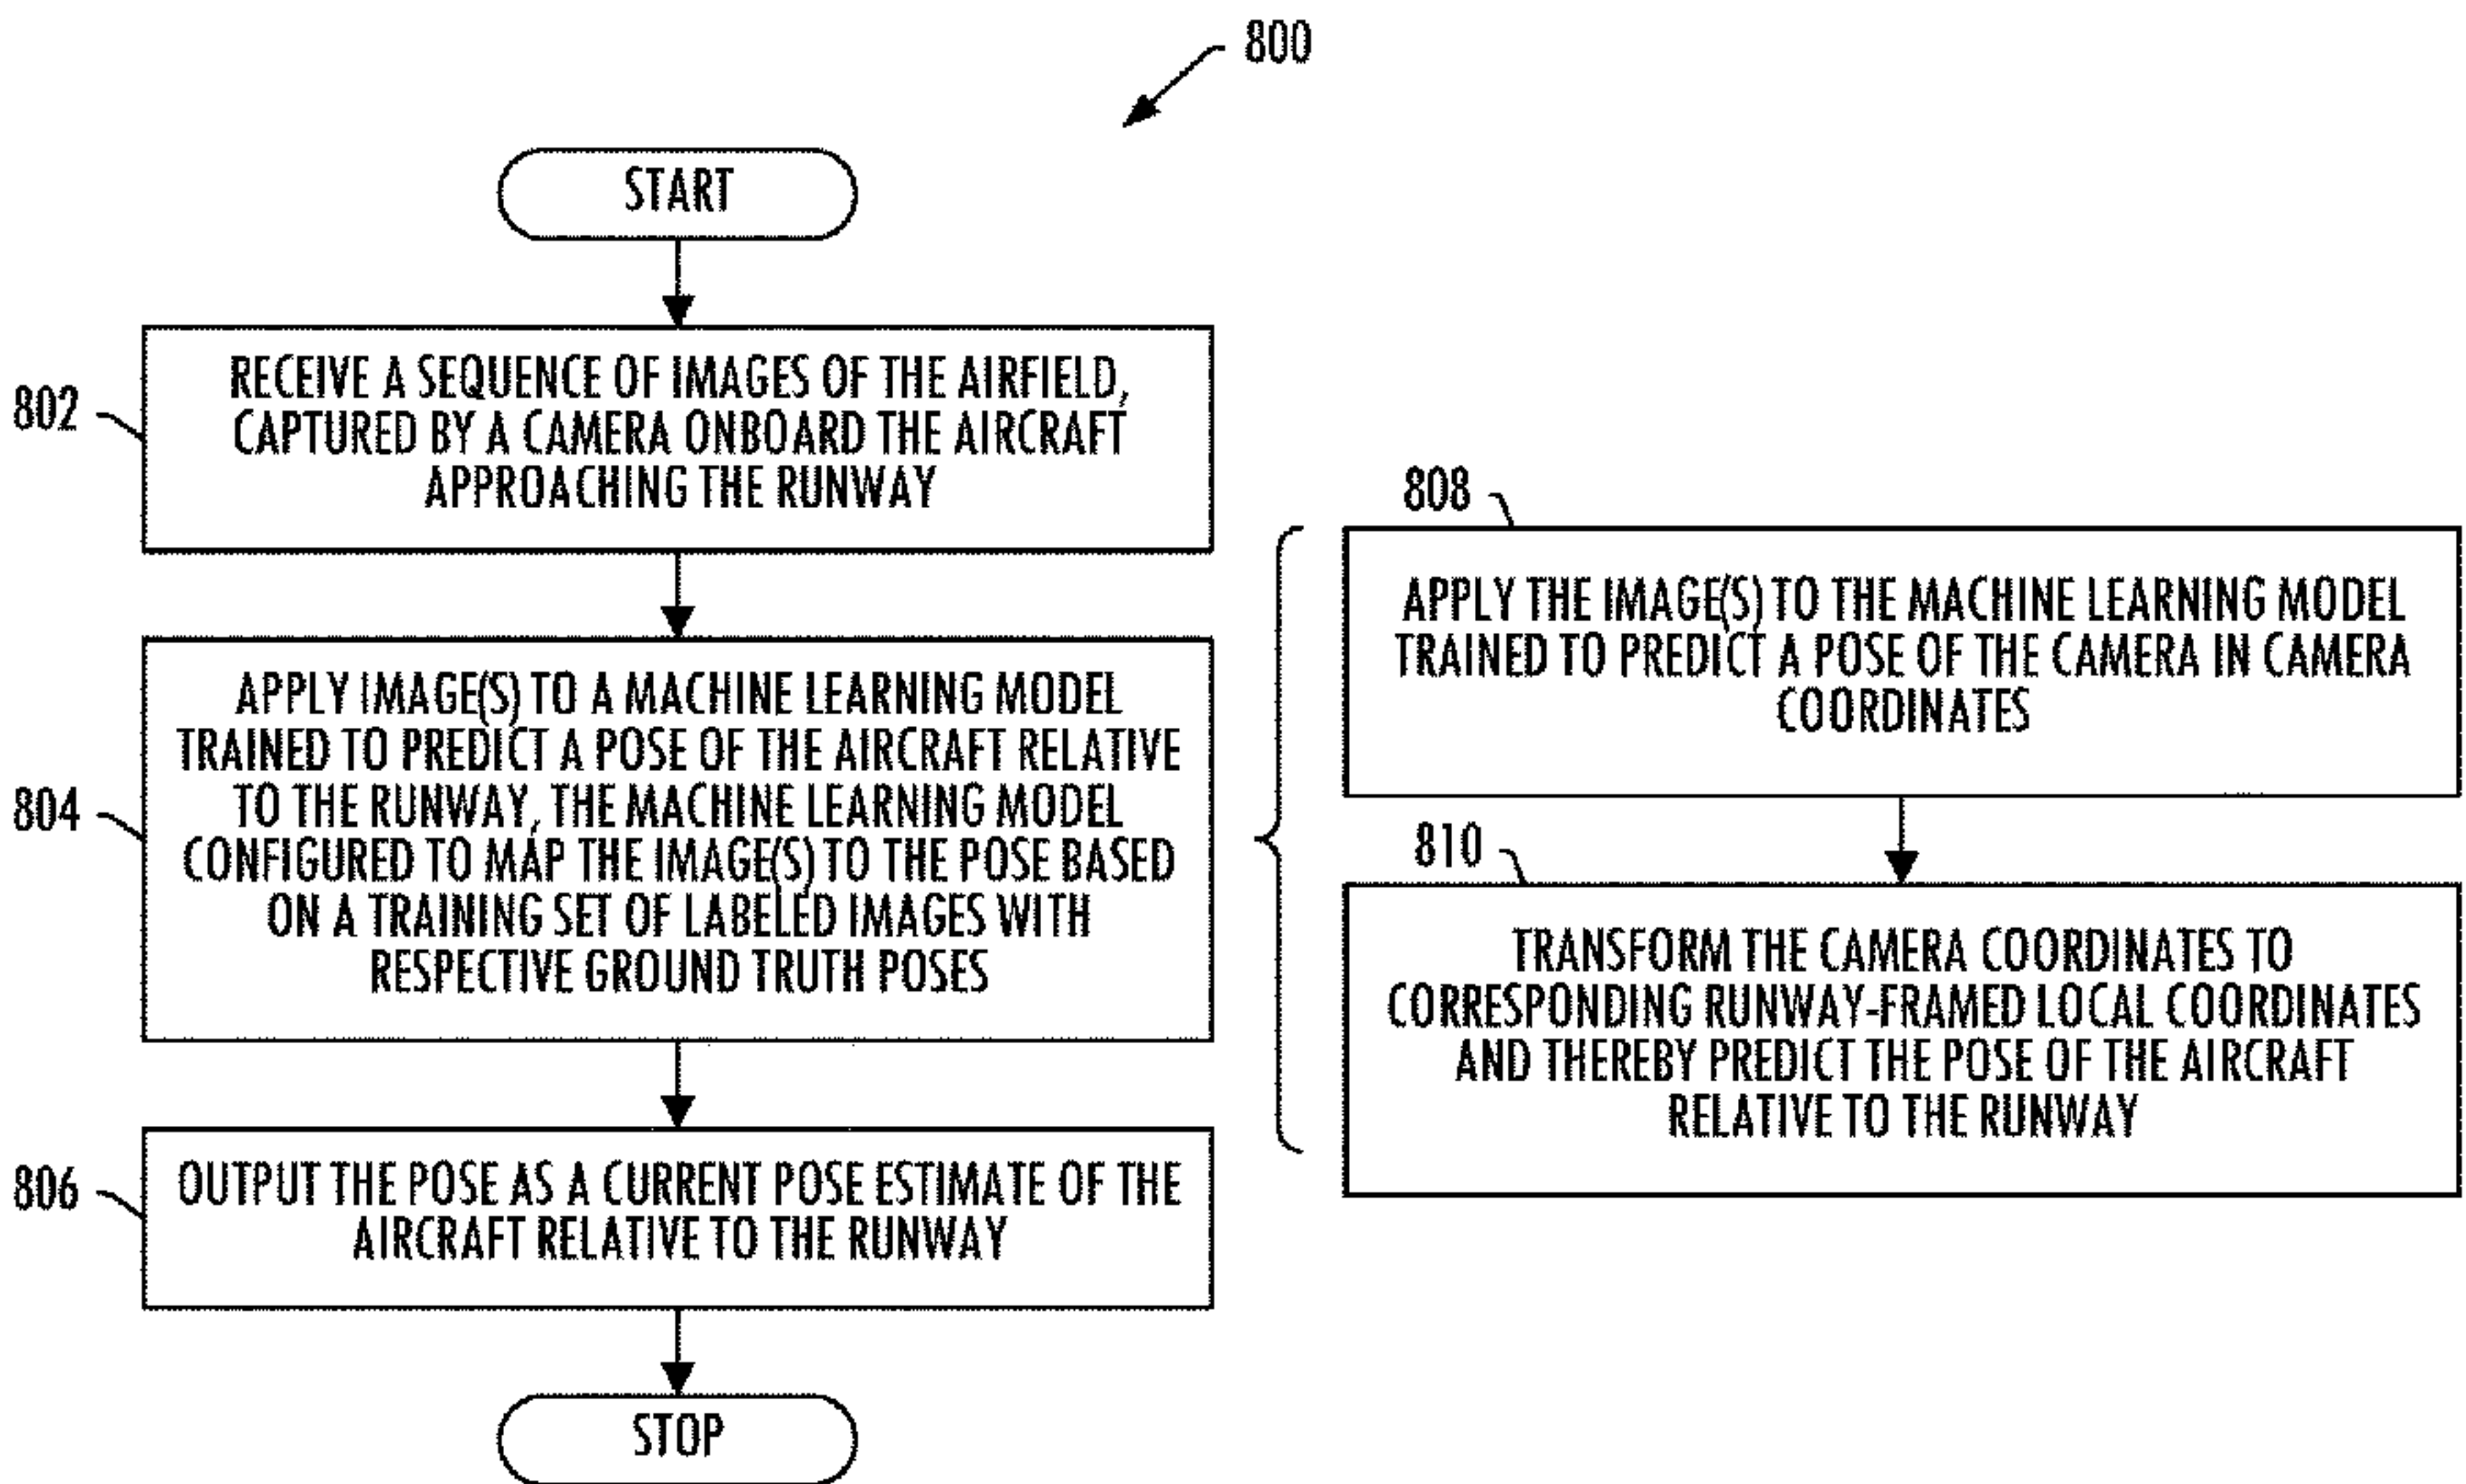 800
START
802
RECEIVE A SEQUENCE OF IMAGES OF THE AIRFIELD,
CAPTURED BY A CAMERA ONBOARD THE AIRCRAFT
APPROACHING THE RUNWAY
804
APPLY IMAGE(S) TO A MACHINE LEARNING MODEL
TRAINED TO PREDICT A POSE OF THE AIRCRAFT RELATIVE
TO THE RUNWAY, THE MACHINE LEARNING MODEL
CONFIGURED TO MAP THE IMAGE(S) TO THE POSE BASED
ON A TRAINING SET OF LABELED IMAGES WITH
RESPECTIVE GROUND TRUTH POSES
806
OUTPUT THE POSE AS A CURRENT POSE ESTIMATE OF THE
AIRCRAFT RELATIVE TO THE RUNWAY
STOP
808
APPLY THE IMAGE(S) TO THE MACHINE LEARNING MODEL
TRAINED TO PREDICT A POSE OF THE CAMERA IN CAMERA
COORDINATES
810
TRANSFORM THE CAMERA COORDINATES TO
CORRESPONDING RUNWAY-FRAMED LOCAL COORDINATES
AND THEREBY PREDICT THE POSE OF THE AIRCRAFT
RELATIVE TO THE RUNWAY